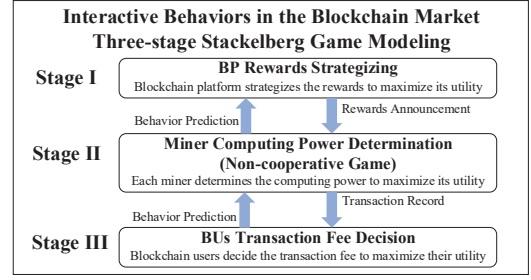 Interactive Behaviors in the Blockchain Market
Three-stage Stackelberg Game Modeling
Stage I
BP Rewards Strategizing
Blockchain platform strategizes the rewards to maximize its utility
Behavior Prediction
Rewards Announcement
Stage II
Miner Computing Power Determination
(Non-cooperative Game)
Each miner determines the computing power to maximize its utility
Behavior Prediction
Transaction Record
Stage III
BUs Transaction Fee Decision
Blockchain users decide the transaction fee to maximize their utility